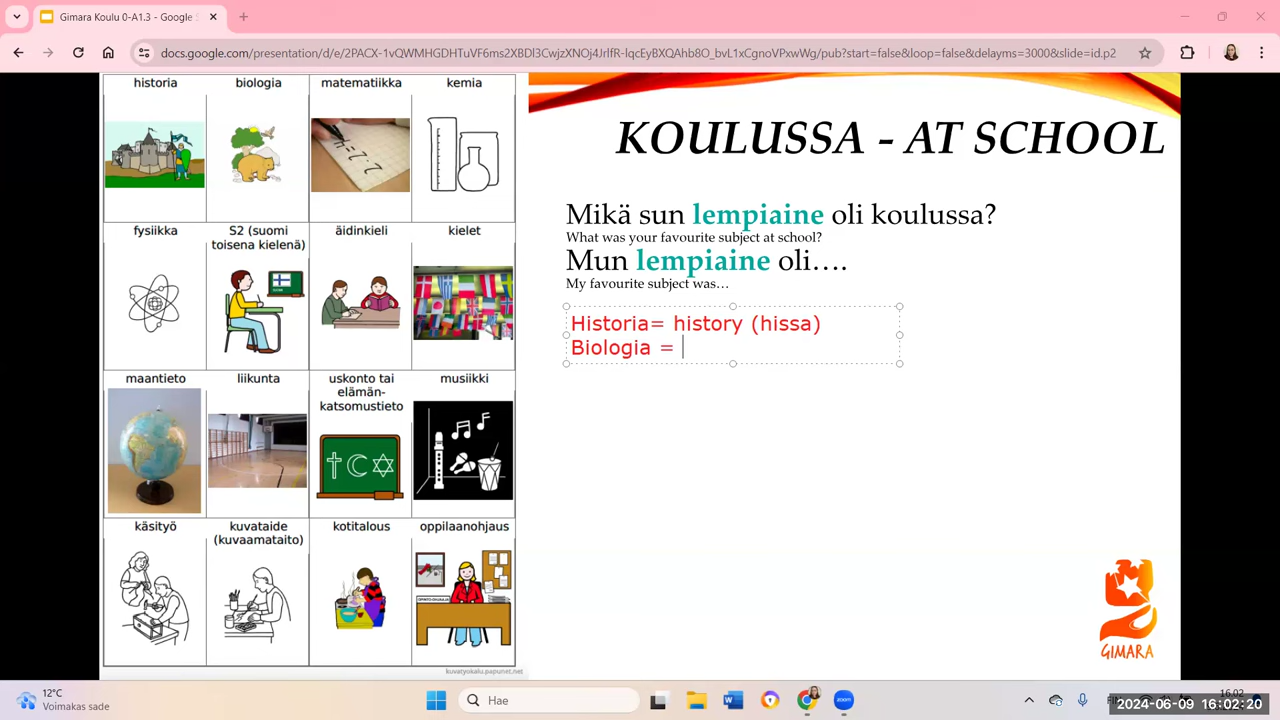 Gimara Koulu 0-A1.3 - Google S
docs.google.com/presentation/d/e/2PACX-1vQWMHGDHTuVF6ms2XBDl3CwjzXNOj4JrlfR-lqcEyBXQAhb8O_bvL1xCgnoVPxwWg/pub?start=false&loop=false&delayms=3000&slide=id.p2
historia
biologia
matematiikka
kemia
fysiikka
S2 (suomi
toisena kielenä)
äidinkieli
kielet
maantieto
liikunta
uskonto tai
elämän-
katsomustieto
musiikki
käsityö
kuvataide
(kuvaamataito)
kotitalous
oppilaanohjaus
kuvatyokalu.papunet.net
KOULUSSA - AT SCHOOL
Mikä sun lempiaine oli koulussa?
What was your favourite subject at school?
Mun lempiaine oli….
My favourite subject was…
Historia= history (hissa)
Biologia =
GIMARA
12°C
Voimakas sade
Hae
16.02
2024-06-09 16:02:20